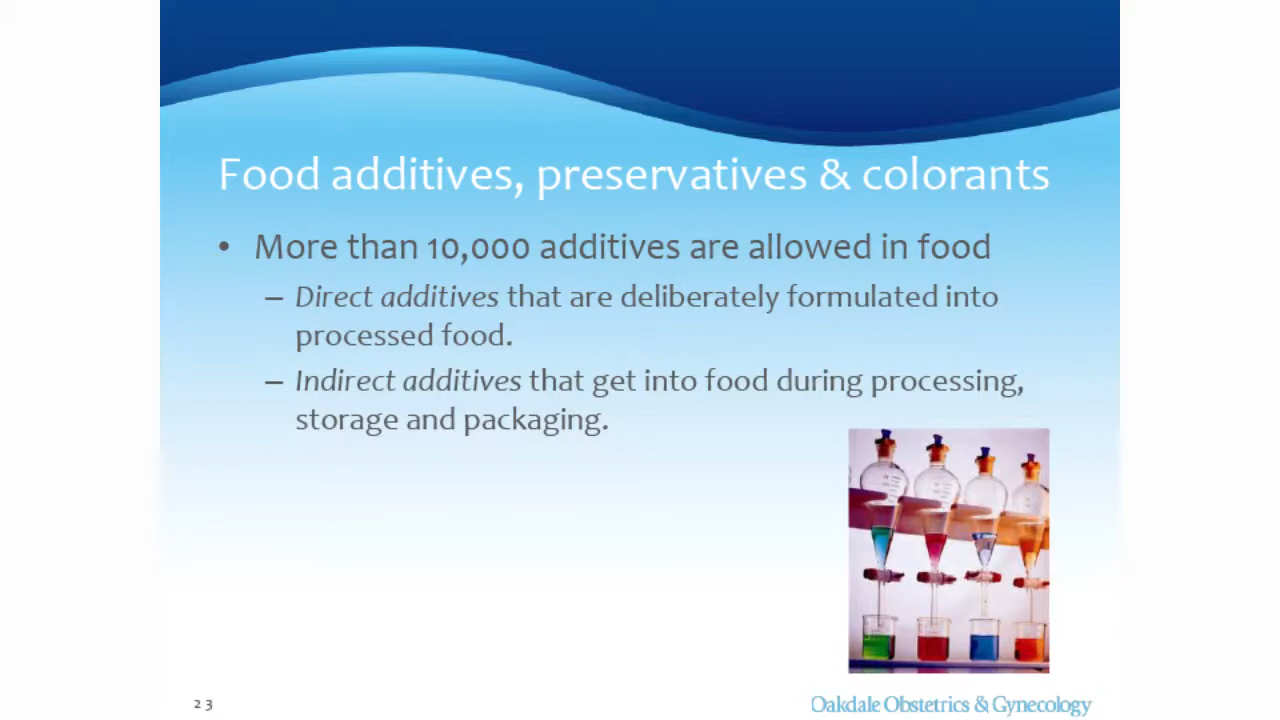 Food additives, preservatives & colorants
• More than 10,000 additives are allowed in food
– Direct additives that are deliberately formulated into
processed food.
– Indirect additives that get into food during processing,
storage and packaging.
23
Oakdale Obstetrics & Gynecology